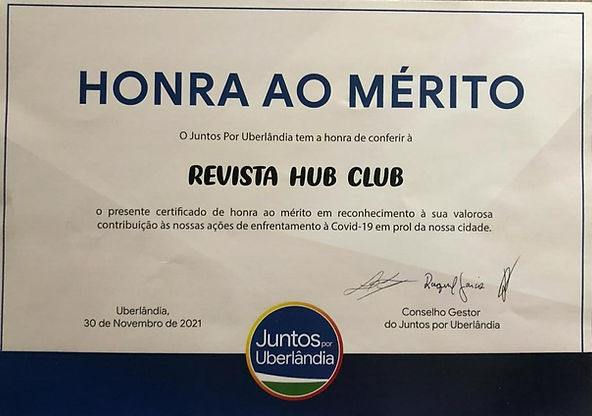 HONRA AO MÉRITO
O Juntos Por Uberlândia tem a honra de conferir à
REVISTA HUB CLUB
o presente certificado de honra ao mérito em reconhecimento à sua valorosa
contribuição às nossas ações de enfrentamento à Covid-19 em prol da nossa cidade.
Uberlândia,
30 de Novembro de 2021
Conselho Gestor
do Juntos por Uberlândia
Juntos por
Uberlândia